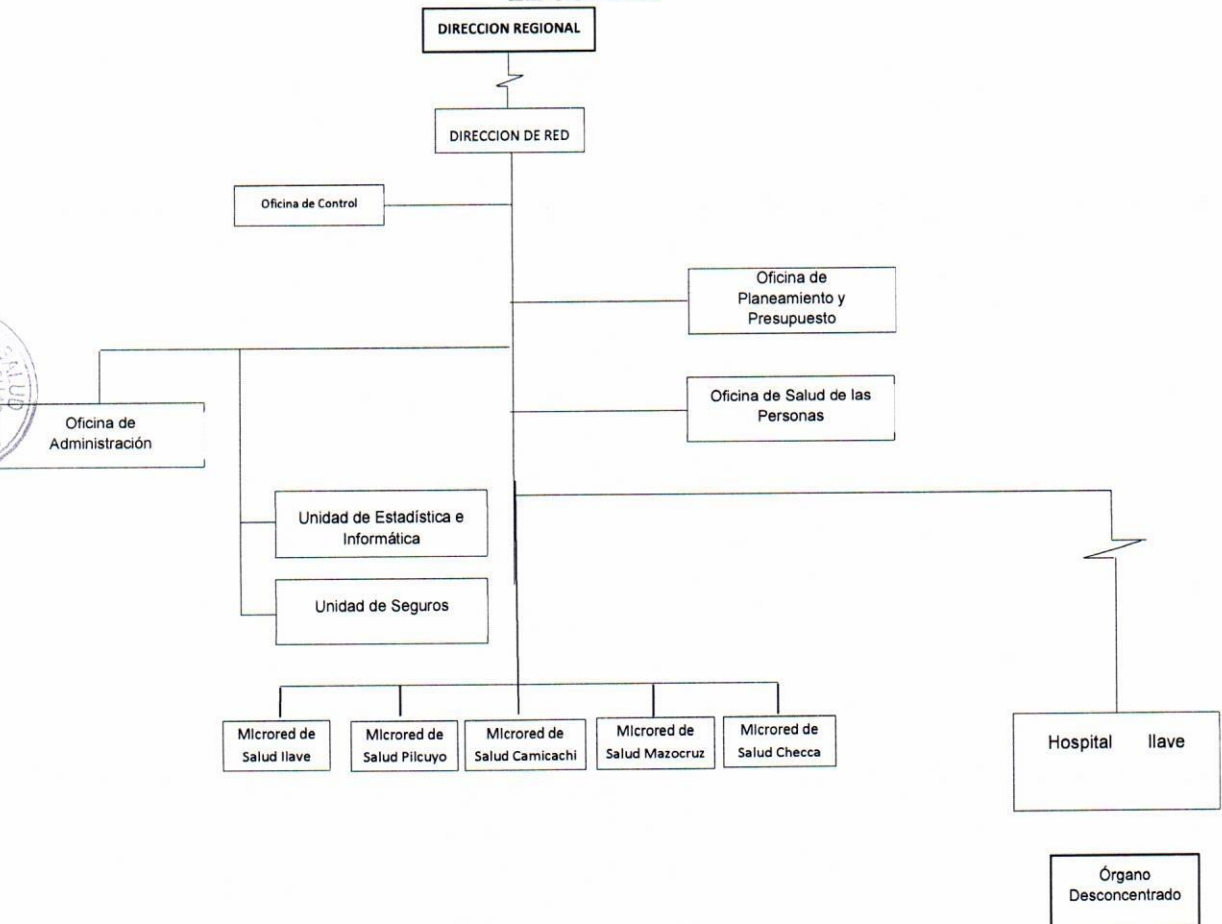 DIRECCION REGIONAL
DIRECCION DE RED
Oficina de Control
Oficina de
Planeamiento y
Presupuesto
Oficina de Salud de las
Personas
SALUD
Oficina de
Administración
Unidad de Estadística e
Informática
Unidad de Seguros
MIcrored de
Salud Ilave
MIcrored de
Salud Pilcuyo
MIcrored de
Salud Camicachi
MIcrored de
Salud Mazocruz
MIcrored de
Salud Checca
Hospital Ilave
Órgano
Desconcentrado